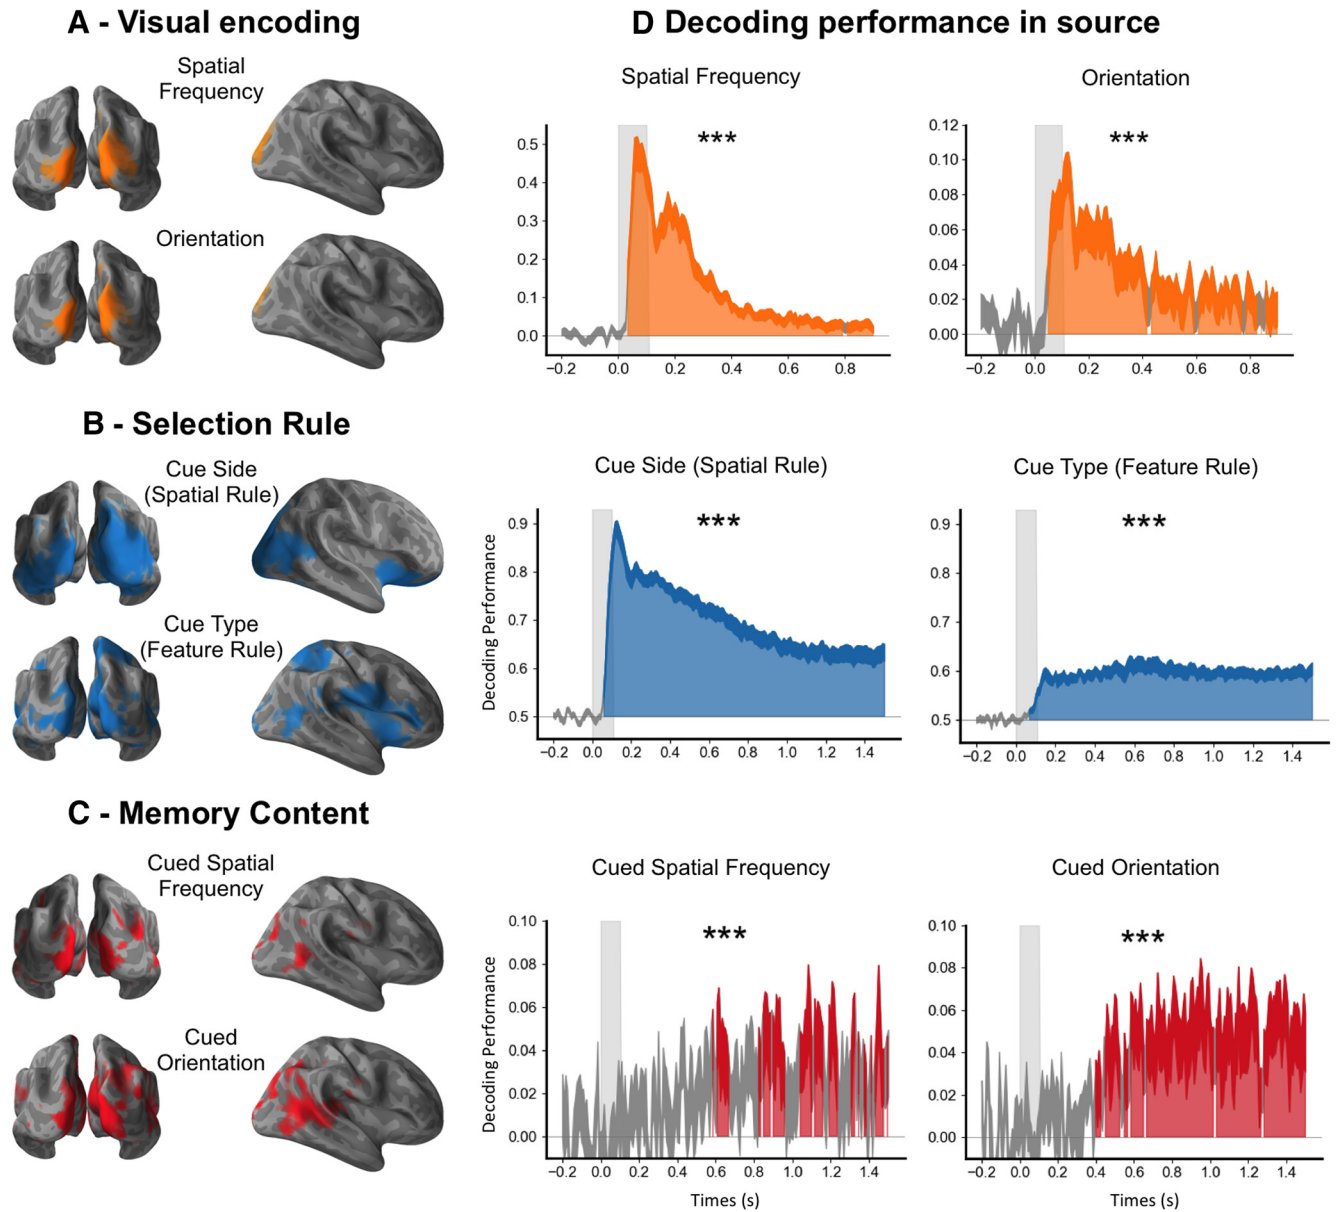 A - Visual encoding
Spatial
Frequency
Orientation
B - Selection Rule
Cue Side
(Spatial Rule)
Cue Type
(Feature Rule)
C - Memory Content
Cued Spatial
Frequency
Cued
Orientation
D Decoding performance in source
Spatial Frequency
***
0.5
0.4
0.3
0.2
0.1
0.0
−0.2 0.0 0.2 0.4 0.6 0.8
Orientation
***
0.12
0.10
0.08
0.06
0.04
0.02
0.00
−0.2 0.0 0.2 0.4 0.6 0.8
Cue Side (Spatial Rule)
***
Decoding Performance
0.9
0.8
0.7
0.6
0.5
−0.2 0.0 0.2 0.4 0.6 0.8 1.0 1.2 1.4
Cue Type (Feature Rule)
***
0.9
0.8
0.7
0.6
0.5
−0.2 0.0 0.2 0.4 0.6 0.8 1.0 1.2 1.4
Cued Spatial Frequency
***
Decoding Performance
0.10
0.08
0.06
0.04
0.02
0.00
−0.2 0.0 0.2 0.4 0.6 0.8 1.0 1.2 1.4
Times (s)
Cued Orientation
***
0.10
0.08
0.06
0.04
0.02
0.00
−0.2 0.0 0.2 0.4 0.6 0.8 1.0 1.2 1.4
Times (s)